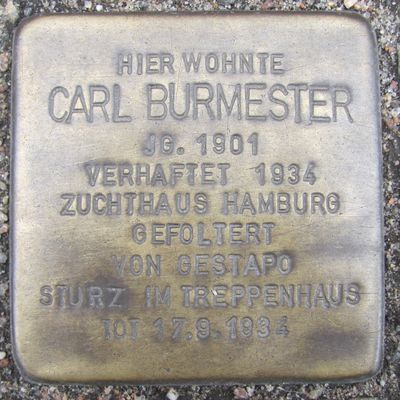 HIER WOHNTE
CARL BURMESTER
JG. 1901
VERHAFTET 1934
ZUCHTHAUS HAMBURG
GEFOLTERT
VON GESTAPO
STURZ IM TREPPENHAUS
TOT 17.9.1934